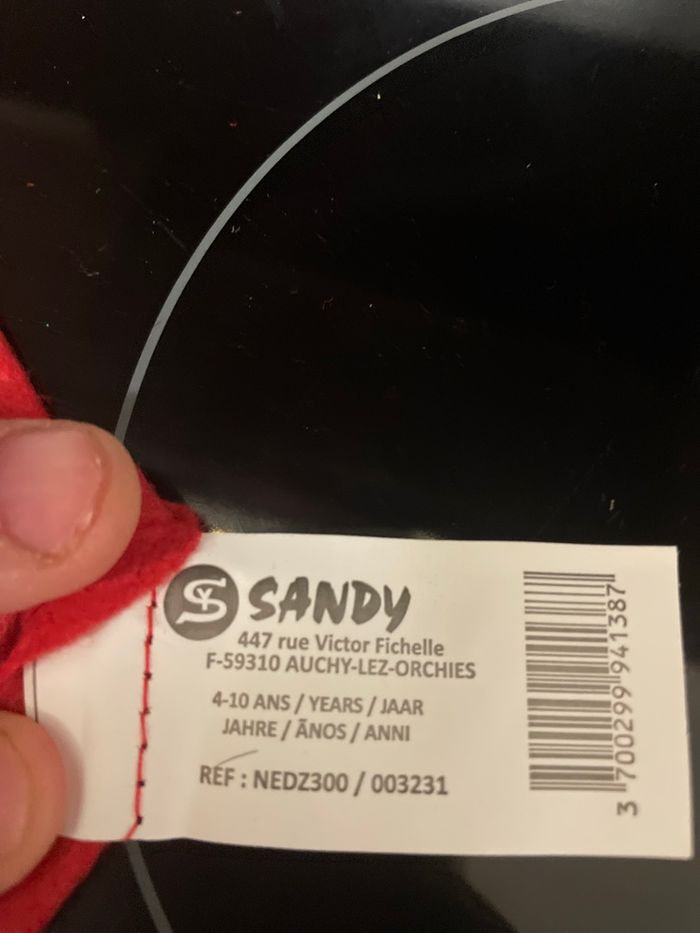 SY SANDY
447 rue Victor Fichelle
F-59310 AUCHY-LEZ-ORCHIES
4-10 ANS / YEARS / JAAR
JAHRE / ÃNOS / ANNI
REF : NEDZ300 / 003231
3 700299 941387